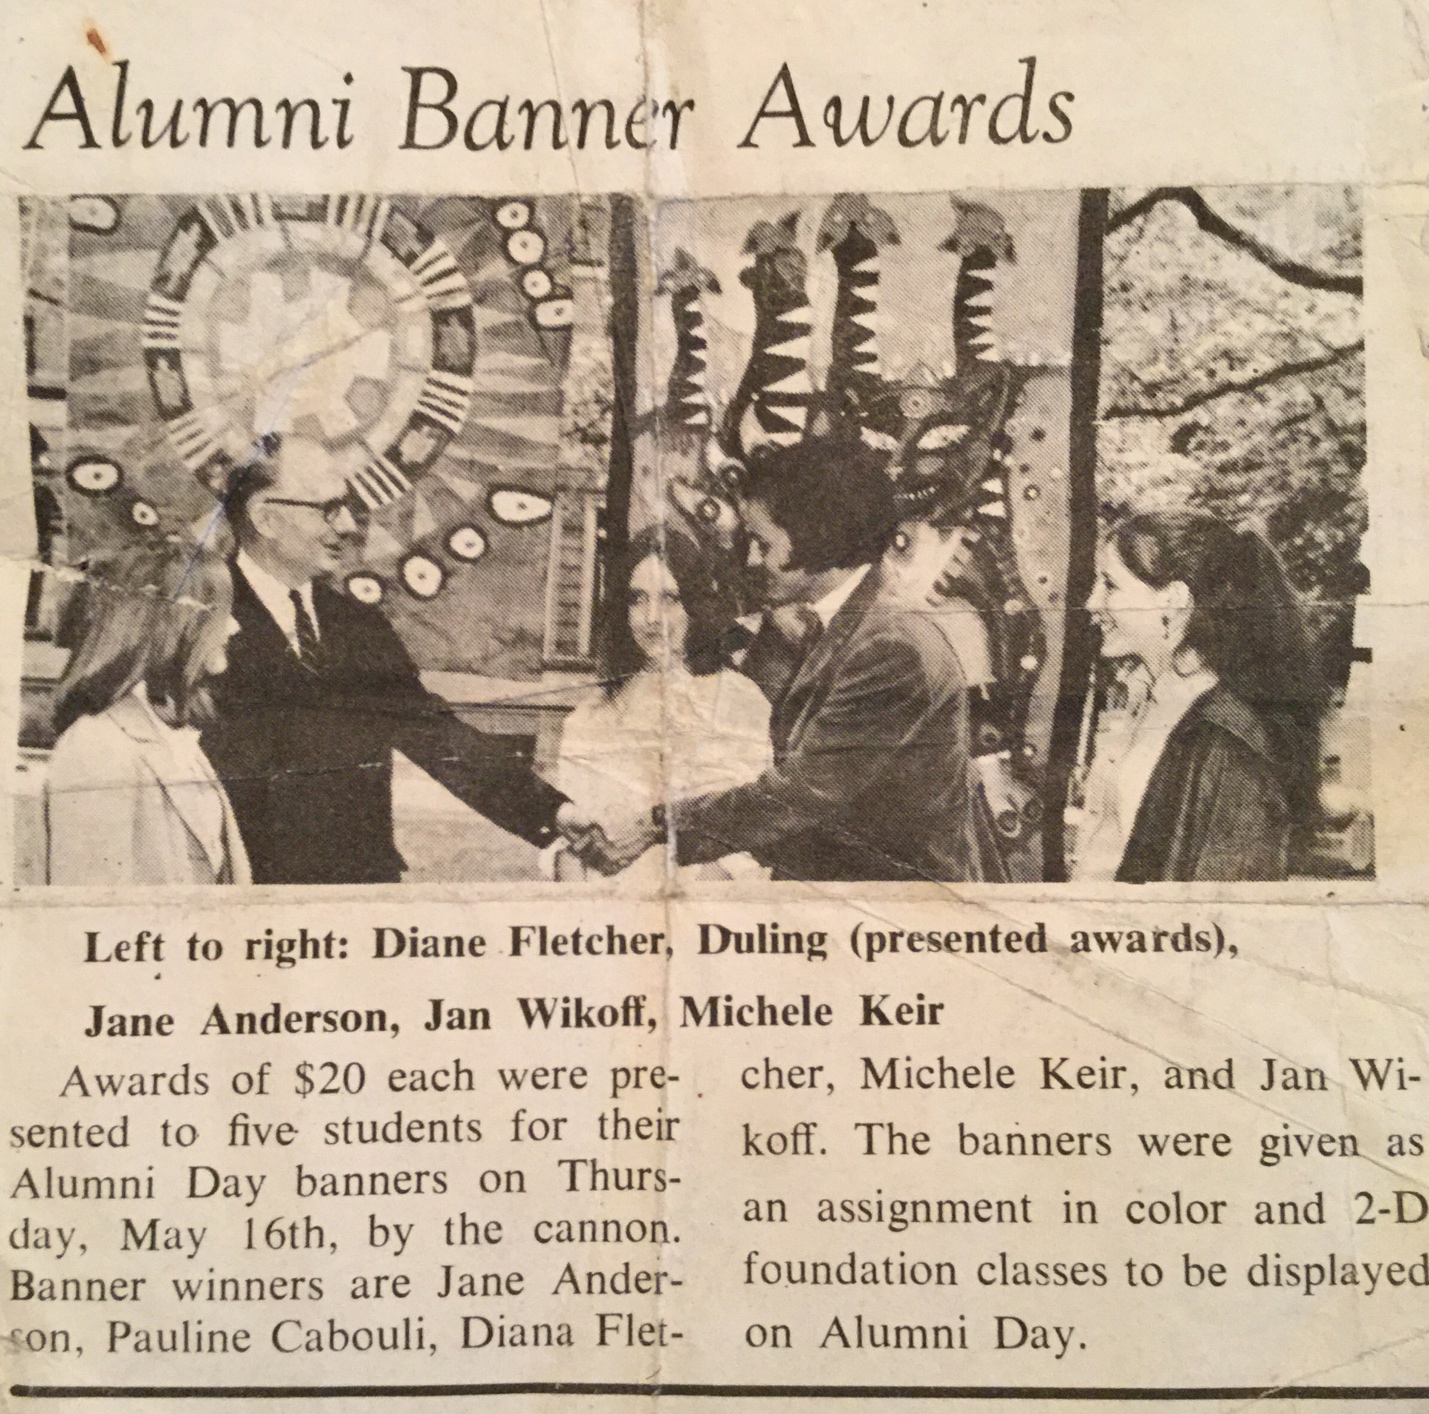 Alumni Banner Awards
Left to right: Diane Fletcher, Duling (presented awards),
Jane Anderson, Jan Wikoff, Michele Keir
Awards of $20 each were pre-
sented to five students for their
Alumni Day banners on Thurs-
day, May 16th, by the cannon.
Banner winners are Jane Ander-
son, Pauline Cabouli, Diana Flet-
cher, Michele Keir, and Jan Wi-
koff. The banners were given as
an assignment in color and 2-D
foundation classes to be displayed
on Alumni Day.